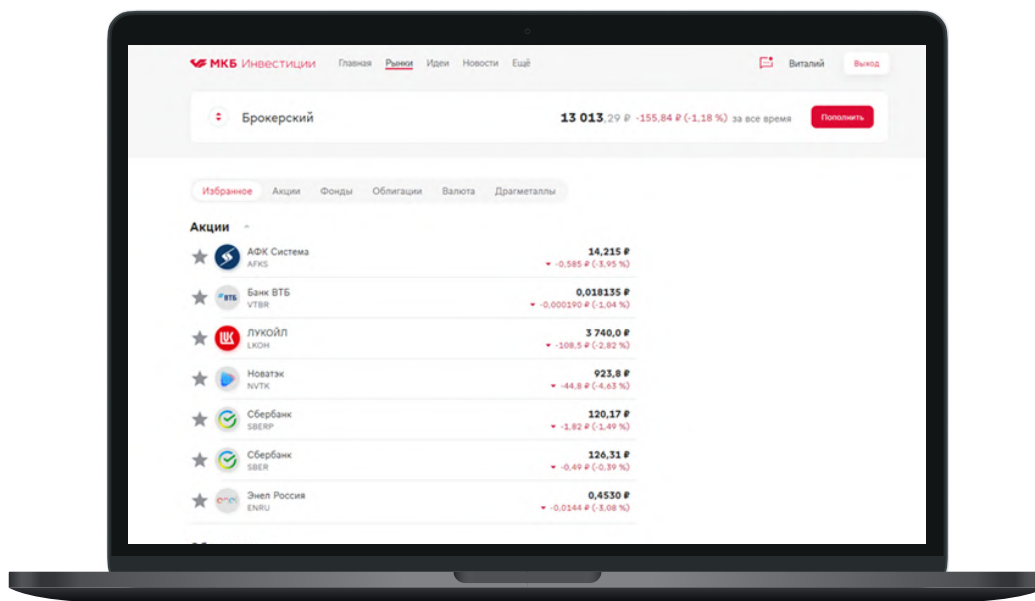 МКБ Инвестиции Главная Рынки Идеи Новости Ещё Виталий Выход
Брокерский 13 013,29 ₽ -155,84 ₽ (-1,18 %) за все время Пополнить
Избранное Акции Фонды Облигации Валюта Драгметаллы
Акции
АФК Система 14,215 ₽
AFKS -0,585 ₽ (-3,95 %)
Банк ВТБ 0,018135 ₽
ВТБ
VTBR -0,000190 ₽ (-1,04 %)
ЛУКОЙЛ 3 740,0 ₽
LKOH -108,5 ₽ (-2,82 %)
Новатэк 923,8 ₽
NVTK -44,8 ₽ (-4,63 %)
Сбербанк 120,17 ₽
SBERP -1,82 ₽ (-1,49 %)
Сбербанк 126,31 ₽
SBER -0,49 ₽ (-0,39 %)
Энел Россия 0,4530 ₽
enel
ENRU -0,0144 ₽ (-3,08 %)